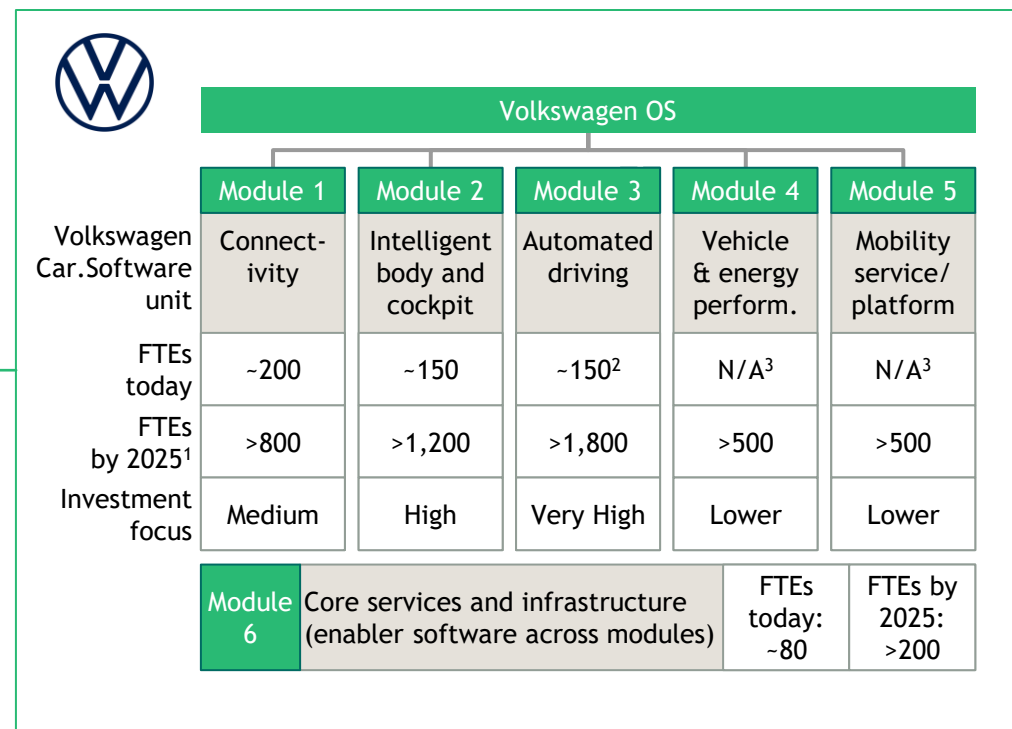 Volkswagen OS
Module 1
Module 2
Module 3
Module 4
Module 5
Volkswagen
Car.Software
unit
Connect-
ivity
Intelligent
body and
cockpit
Automated
driving
Vehicle
& energy
perform.
Mobility
service/
platform
FTEs
today
~200
~150
~150²
N/A³
N/A³
FTEs
by 2025¹
>800
>1,200
>1,800
>500
>500
Investment
focus
Medium
High
Very High
Lower
Lower
Module
6
Core services and infrastructure
(enabler software across modules)
FTEs
today:
~80
FTEs by
2025:
>200